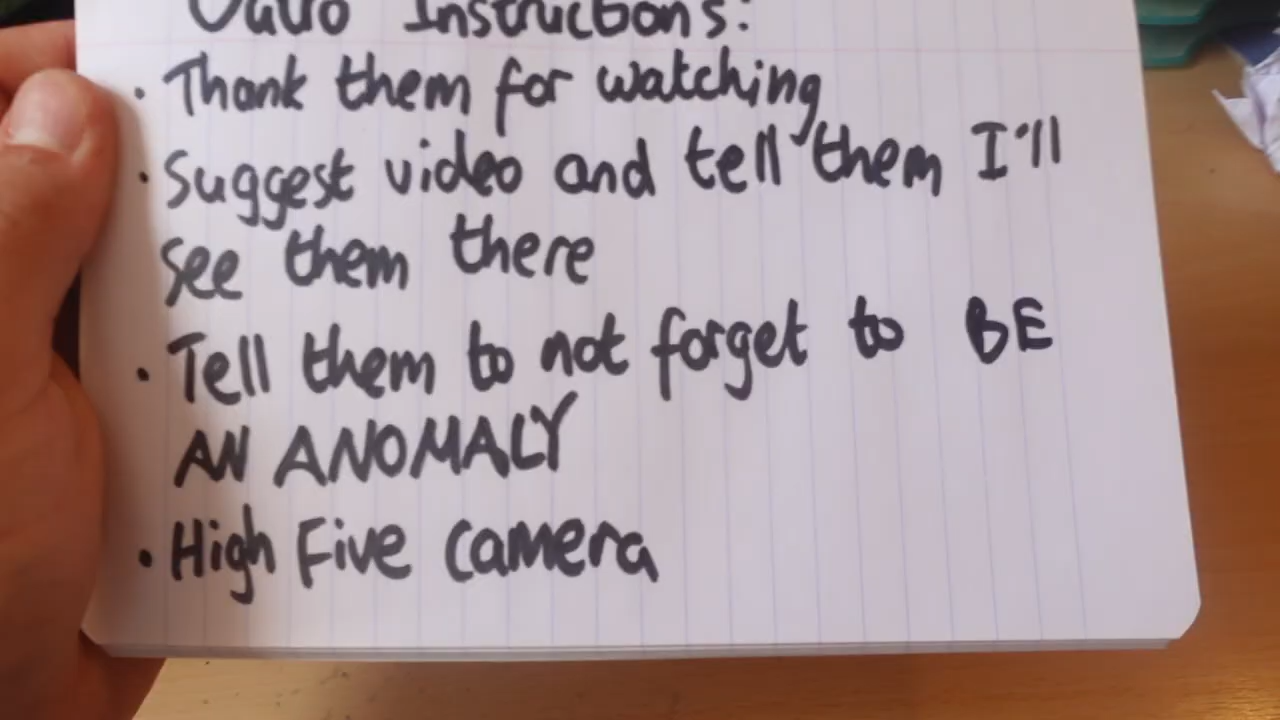 Outro Instructions:
• Thank them for watching
• Suggest video and tell them I'll
see them there
• Tell them to not forget to BE
AN ANOMALY
• High Five camera